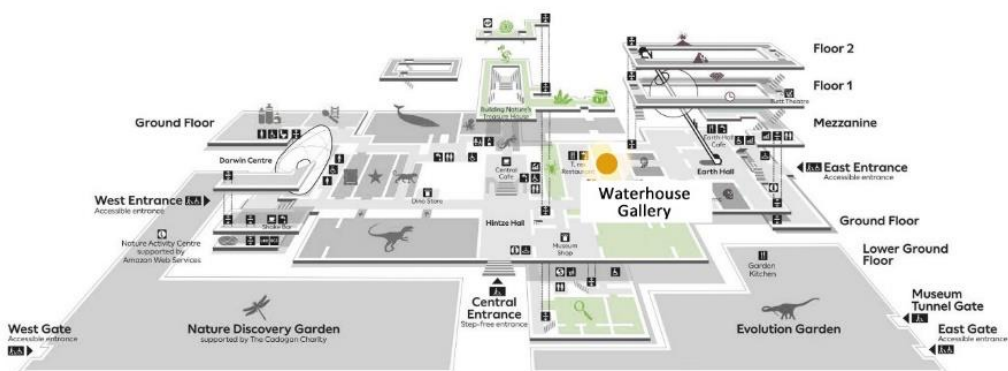 Floor 2
Floor 1
Butt Theatre
Building Nature's
Treasure House
Ground Floor
Mezzanine
Earth Hall
Cafe
Darwin Centre
T. rex
Restaurant
Central
Cafe
Earth Hall
East Entrance
Accessible entrance
Waterhouse
Gallery
West Entrance
Accessible entrance
Dino Store
Hintze Hall
Ground Floor
Shake Bar
Nature Activity Centre
supported by
Amazon Web Services
Museum
Shop
Lower Ground
Floor
Garden
Kitchen
Central
Entrance
Step-free entrance
Museum
Tunnel Gate
West Gate
Accessible entrance
Nature Discovery Garden
supported by The Cadogan Charity
Evolution Garden
East Gate
Accessible entrance